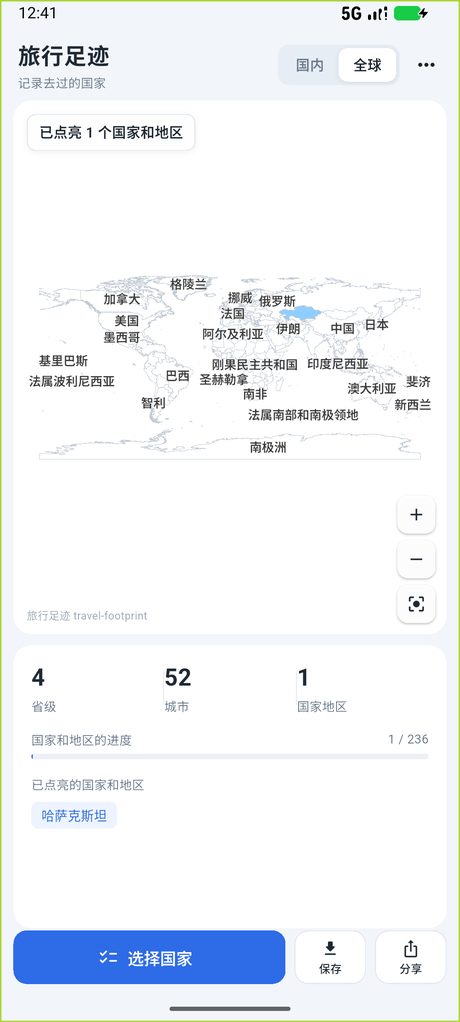 12:41
5G
旅行足迹
国内
全球
记录去过的国家
已点亮 1 个国家和地区
格陵兰
加拿大
挪威
俄罗斯
美国
法国
中国
日本
墨西哥
阿尔及利亚
伊朗
基里巴斯
刚果民主共和国
印度尼西亚
法属波利尼西亚
巴西
圣赫勒拿
澳大利亚
斐济
智利
南非
新西兰
法属南部和南极领地
南极洲
旅行足迹 travel-footprint
4
52
1
省级
城市
国家地区
国家和地区的进度
1 / 236
已点亮的国家和地区
哈萨克斯坦
选择国家
保存
分享